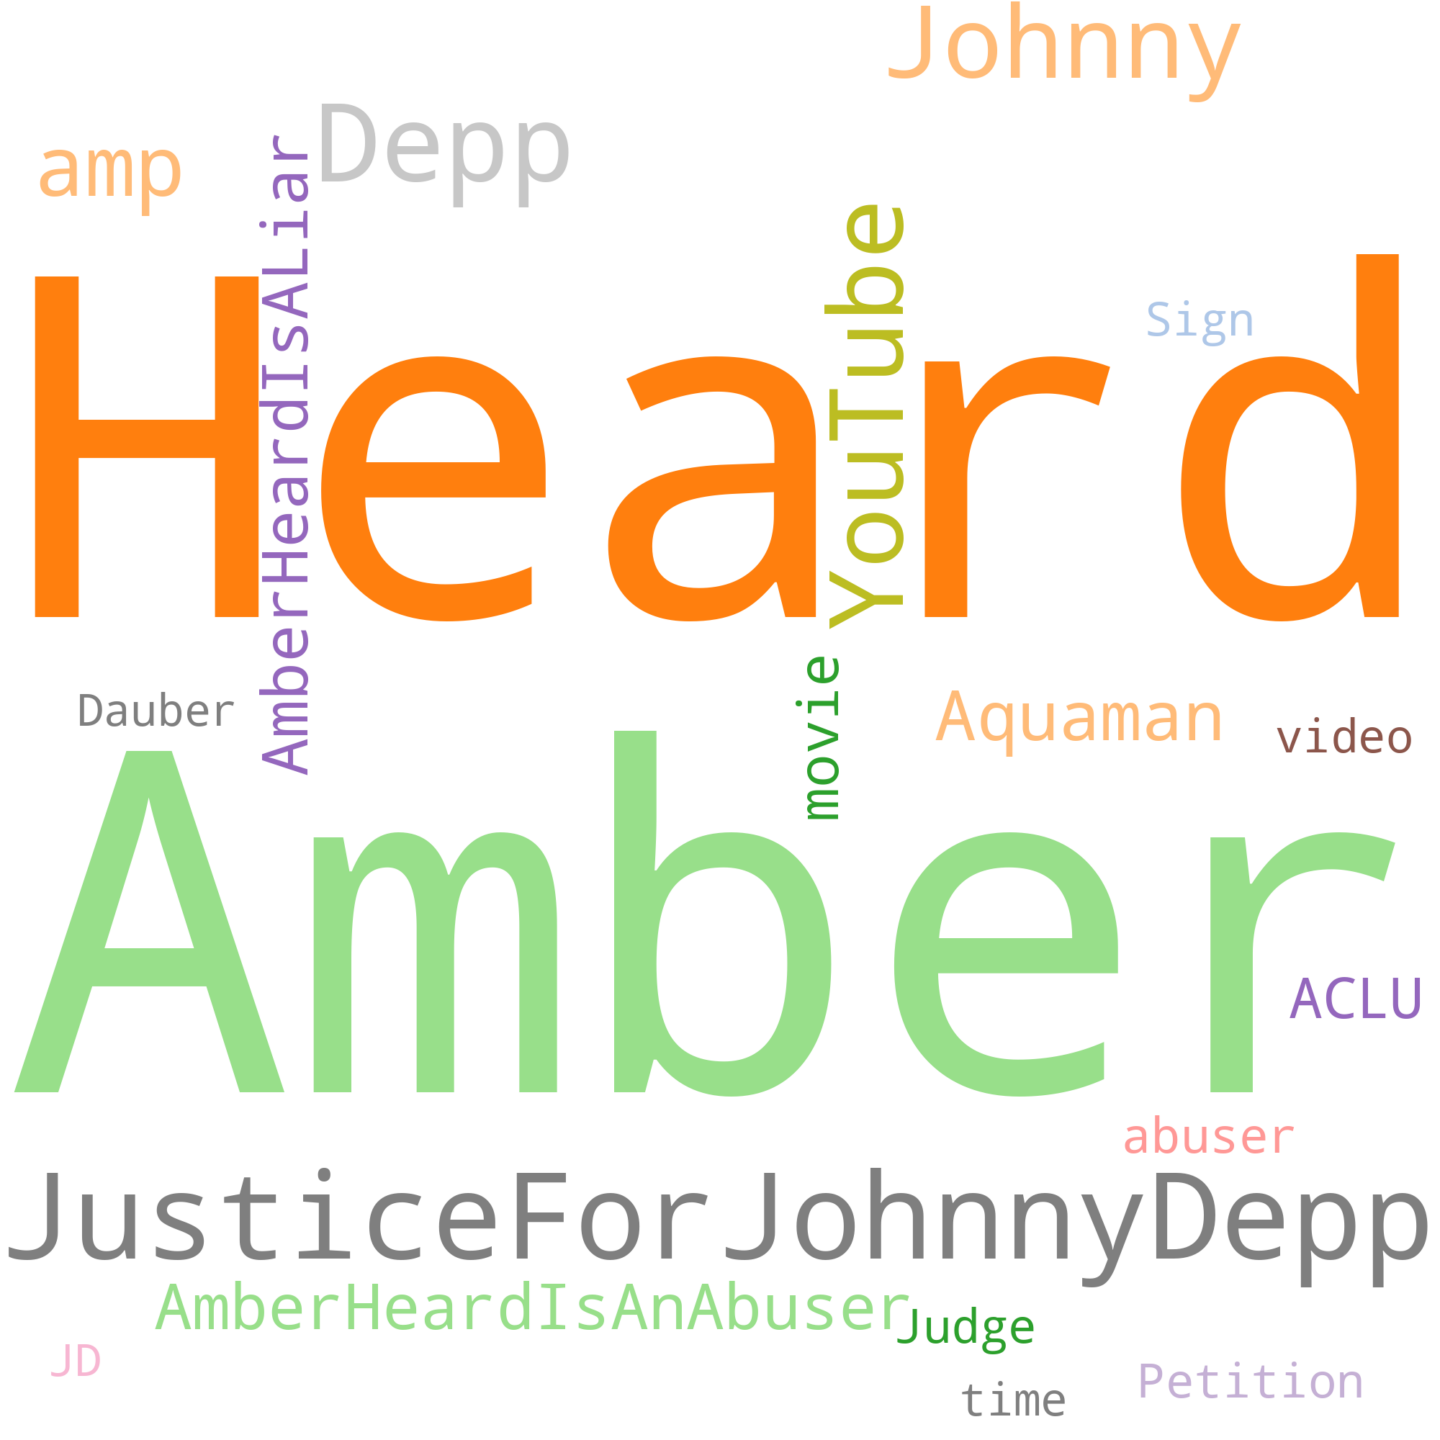 Johnny
Depp
amp
AmberHeardIsALiar
YouTube
Heard
Sign
movie
Dauber
Aquaman
video
Amber
ACLU
abuser
JusticeForJohnnyDepp
AmberHeardIsAnAbuser
Judge
JD
Petition
time